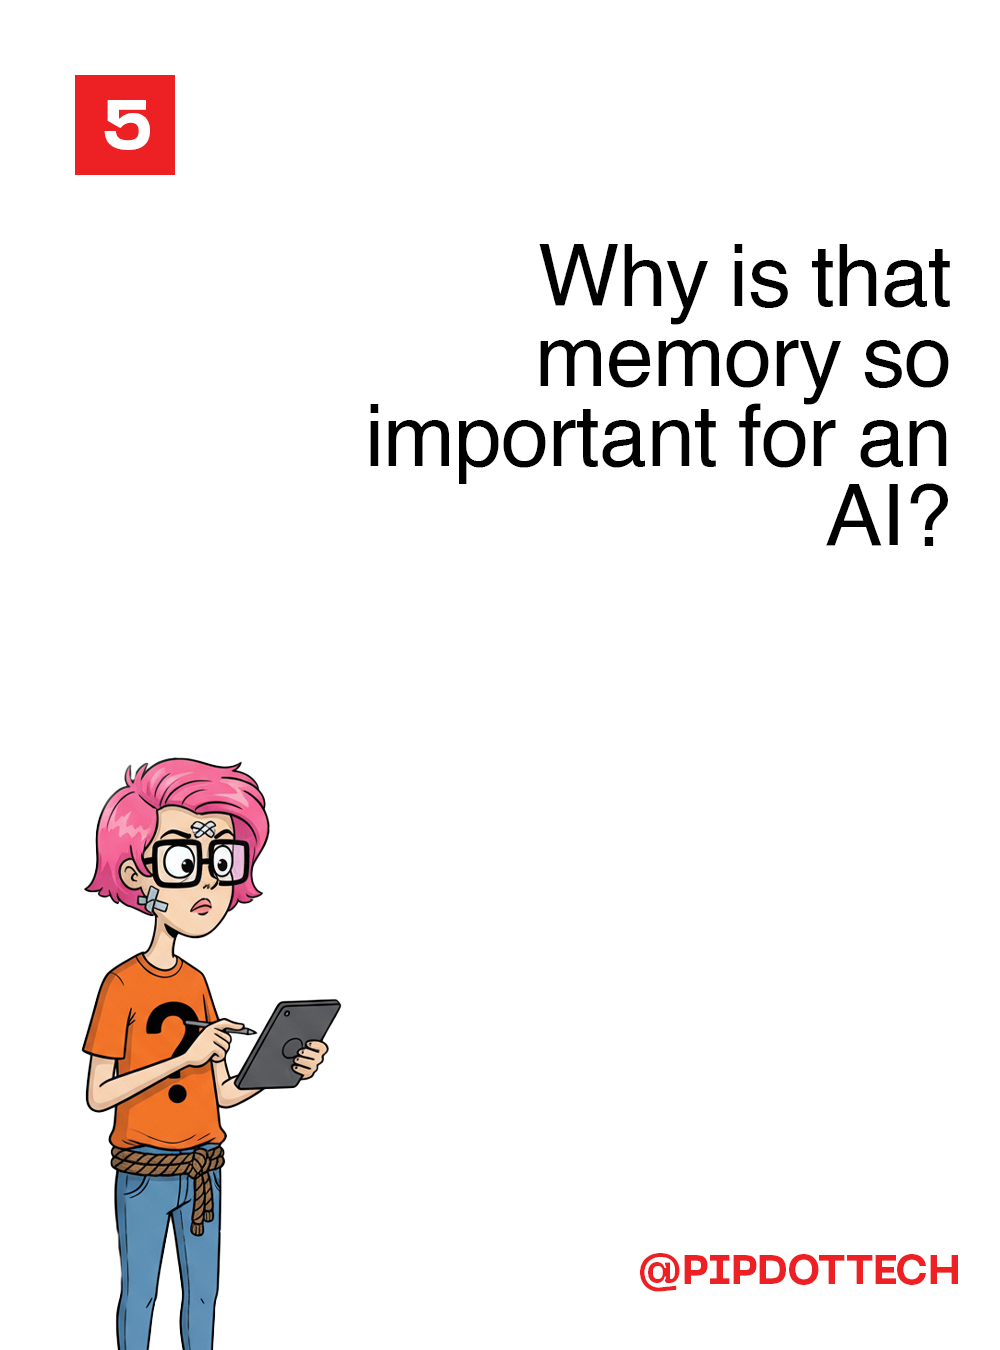 5
Why is that
memory so
important for an
AI?
?
@PIPDOTTECH